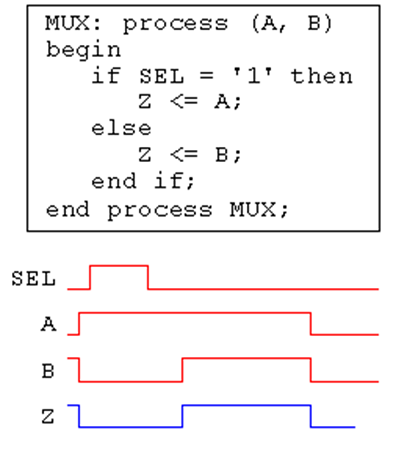 MUX: process (A, B)
begin
if SEL = '1' then
Z <= A;
else
Z <= B;
end if;
end process MUX;
SEL
A
B
Z